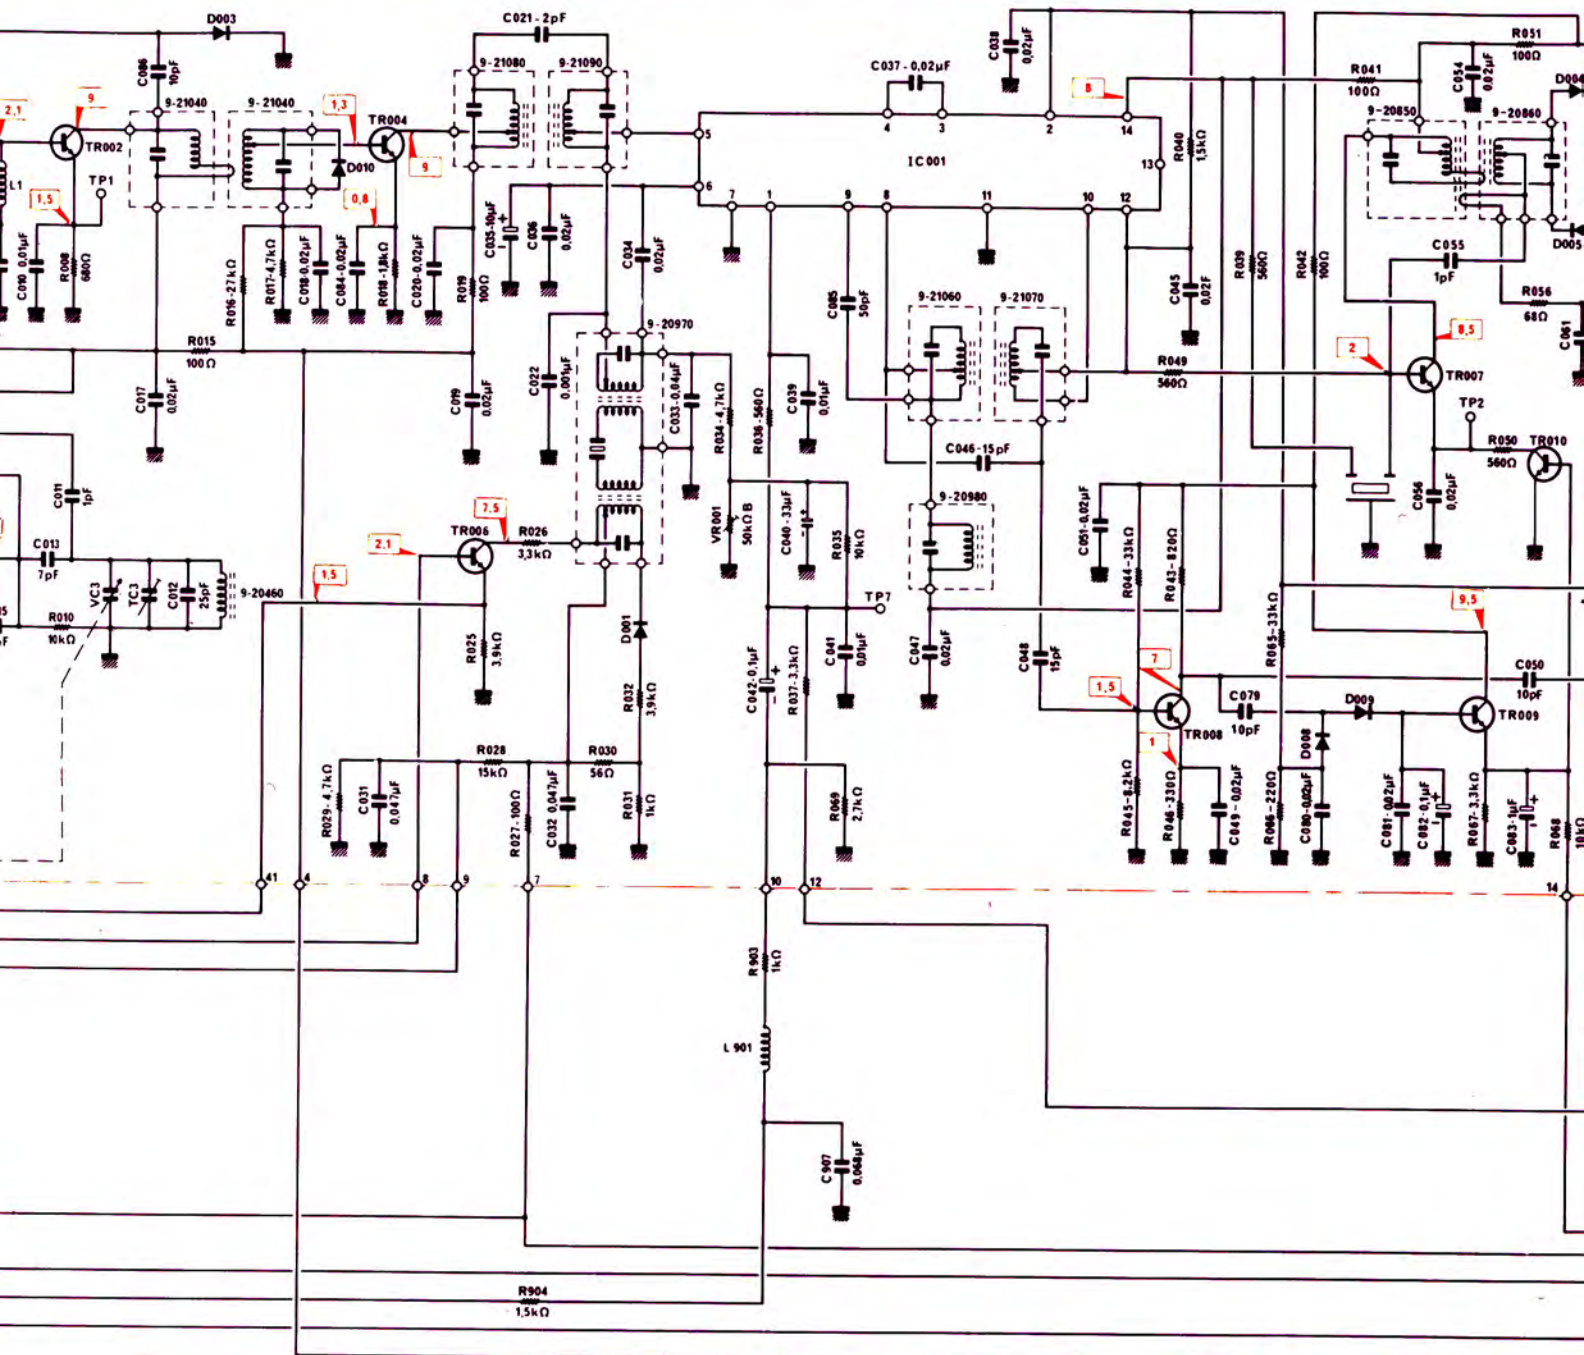 D003
C021-2pF
C086
10pF
9-21080
9-21090
C038
0,02µF
C037-0,02µF
R051
100Ω
C054
0,02µF
D004
R041
100Ω
2,1
9
9-21040
9-21040
1,3
TR004
TR002
D010
9
8
R040
1,5kΩ
9-20850
9-20860
4
3
2
14
5
IC001
13
L1
TP1
1,5
0,8
6
7
1
9
8
11
10
12
C010 0,01µF
R008
680Ω
R016-27kΩ
R017-4,7kΩ
C018-0,02µF
C084-0,02µF
R018-1,8kΩ
C020-0,02µF
R019
100Ω
C035-10µF
+
-
C036
0,02µF
C034
0,02µF
C085
50pF
9-21060
9-21070
C045
0,02F
R039
560Ω
R042
100Ω
C055
1pF
D005
R056
68Ω
C061
R015
100Ω
9-20970
C017
0,02µF
C019
0,02µF
C022
0,001µF
C033-0,04µF
R034-4,7kΩ
R036-560Ω
C039
0,01µF
R049
560Ω
2
8,5
TR007
TP2
C046-15pF
R050
560Ω
TR010
C011
1pF
9-20980
C056
0,02µF
TR006
7,5
R026
3,3kΩ
VR001
50kΩB
C040-33µF
R035
10kΩ
C051-0,02µF
R044-33kΩ
R043-820Ω
C013
7pF
2,1
VC3
TC3
C012
25pF
9-20460
1,5
R010
10kΩ
D001
TP7
9,5
R025
3,9kΩ
C041
0,01µF
C047
0,02µF
C048
15pF
R065-33kΩ
R032
3,9kΩ
C042-0,1µF
+
-
R037-3,3kΩ
7
1,5
C050
10pF
C079
10pF
D009
TR008
TR009
1
D008
R028
15kΩ
R030
56Ω
R029-4,7kΩ
C031
0,047µF
R027-100Ω
C032 0,047µF
R031
1kΩ
R069
2,7kΩ
R045-8,2kΩ
R046-330Ω
C049-0,02µF
R066-220Ω
C080-0,02µF
C081-0,02µF
C082-0,1µF
+
-
R067-3,3kΩ
C083-1µF
+
-
R068
10kΩ
41
4
8
9
7
10
12
14
R903
1kΩ
L901
C907
0,068µF
R904
1,5kΩ